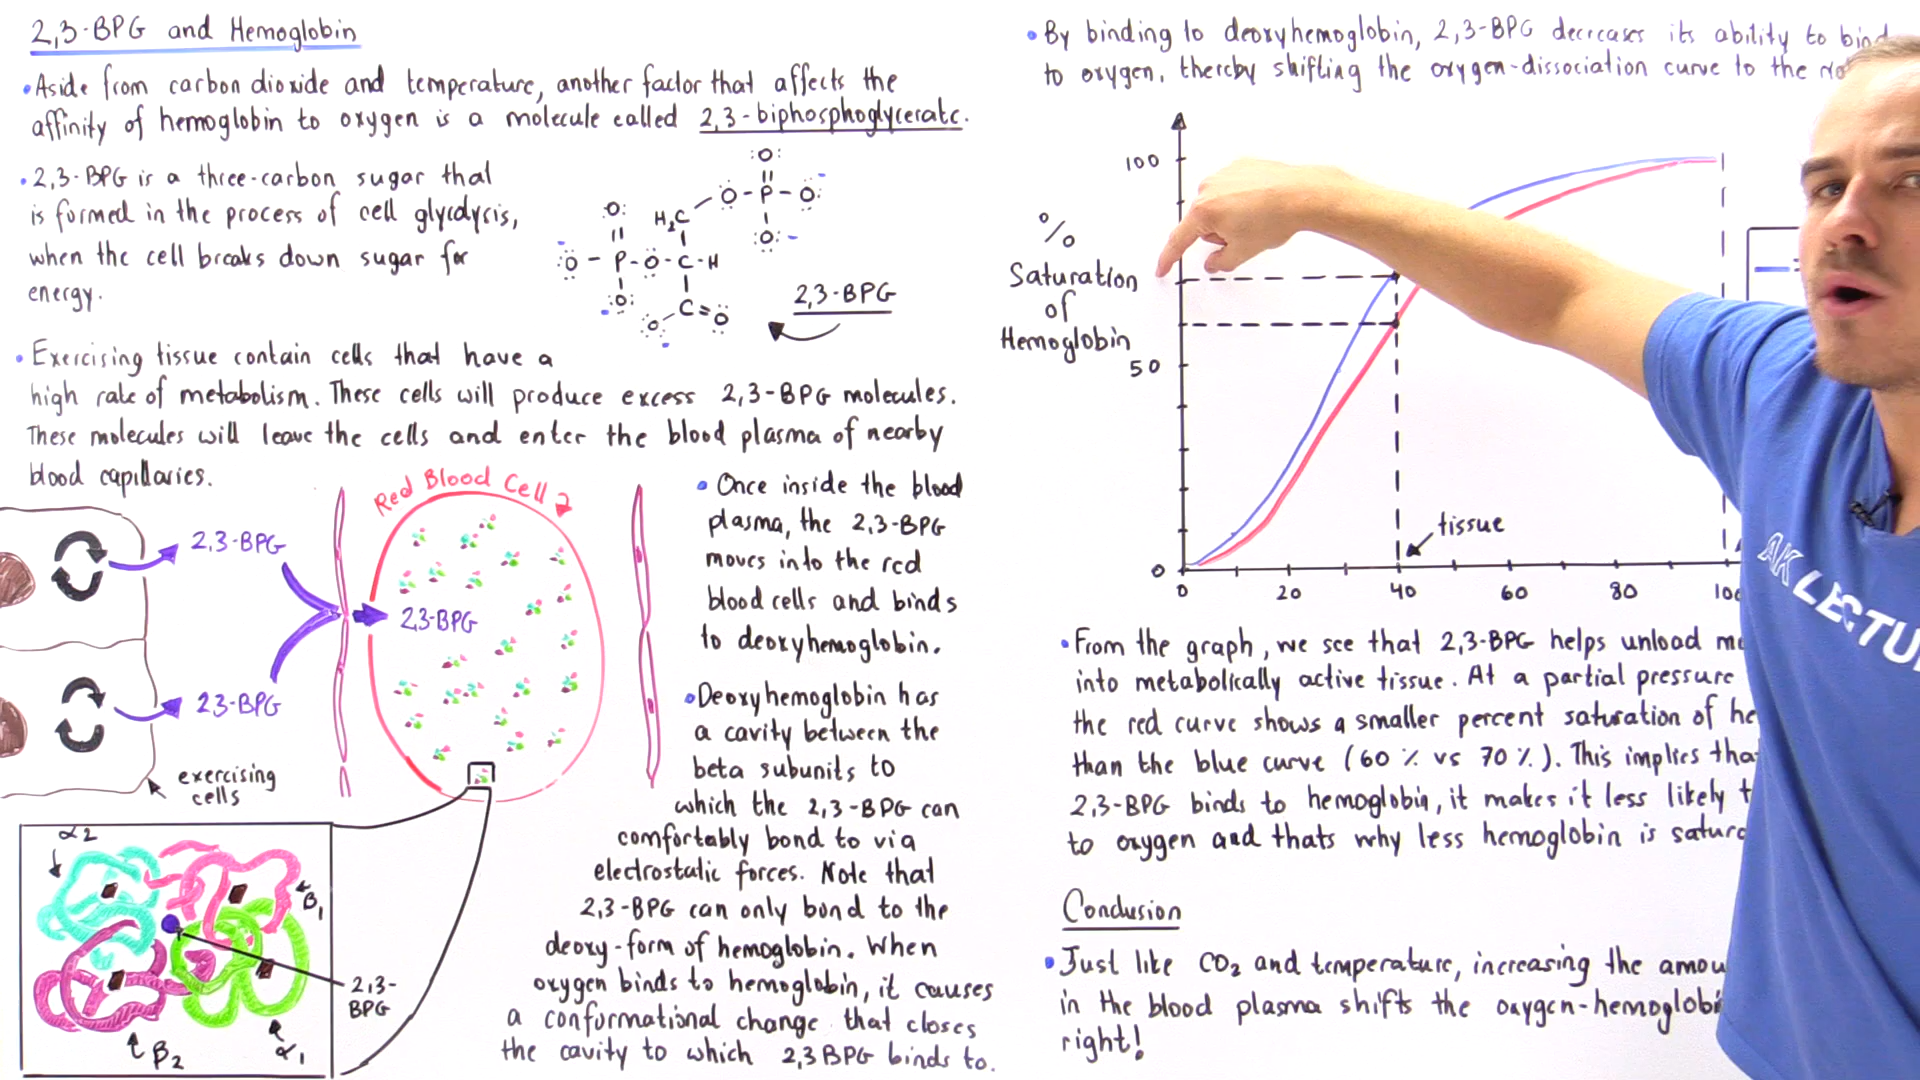 2,3-BPG and Hemoglobin
•Aside from carbon dioxide and temperature, another factor that affects the
affinity of hemoglobin to oxygen is a molecule called 2,3-biphosphoglycerate.
•2,3-BPG is a three-carbon sugar that
is formed in the process of cell glycolysis,
when the cell breaks down sugar for
energy.
:O:
O-P-O:
H₂C
:O:
:O:
:O-P-O-C-H
:O:
C=O
O
2,3-BPG
•Exercising tissue contain cells that have a
high rate of metabolism. These cells will produce excess 2,3-BPG molecules.
These molecules will leave the cells and enter the blood plasma of nearby
blood capillaries.
Red Blood Cell
2,3-BPG
2,3-BPG
2,3-BPG
exercising
cells
α2
β1
2,3-
BPG
β2
α1
• Once inside the blood
plasma, the 2,3-BPG
moves into the red
blood cells and binds
to deoxyhemoglobin.
•Deoxyhemoglobin has
a cavity between the
beta subunits to
which the 2,3-BPG can
comfortably bond to via
electrostatic forces. Note that
2,3-BPG can only bond to the
deoxy-form of hemoglobin. When
oxygen binds to hemoglobin, it causes
a conformational change that closes
the cavity to which 2,3BPG binds to.
•By binding to deoxyhemoglobin, 2,3-BPG decreases its ability to bind
to oxygen, thereby shifting the oxygen-dissociation curve to the
100
%
Saturation
of
Hemoglobin
50
0
tissue
0 20 40 60 80 100
•From the graph, we see that 2,3-BPG helps unload
into metabolically active tissue. At a partial pressure
the red curve shows a smaller percent saturation of
than the blue curve (60% vs 70%). This implies
2,3-BPG binds to hemoglobin, it makes it less likely
to oxygen and thats why less hemoglobin is
Conclusion
•Just like CO₂ and temperature, increasing the
in the blood plasma shifts the
right!
AK LECTU